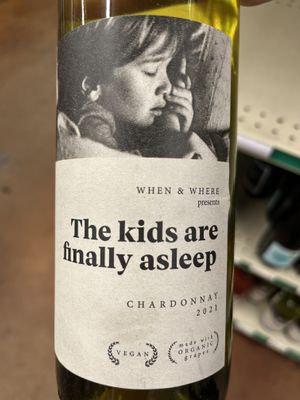 WHEN & WHERE
presents
The kids are
finally asleep
CHARDONNAY
2021
VEGAN
made with
ORGANIC
grapes